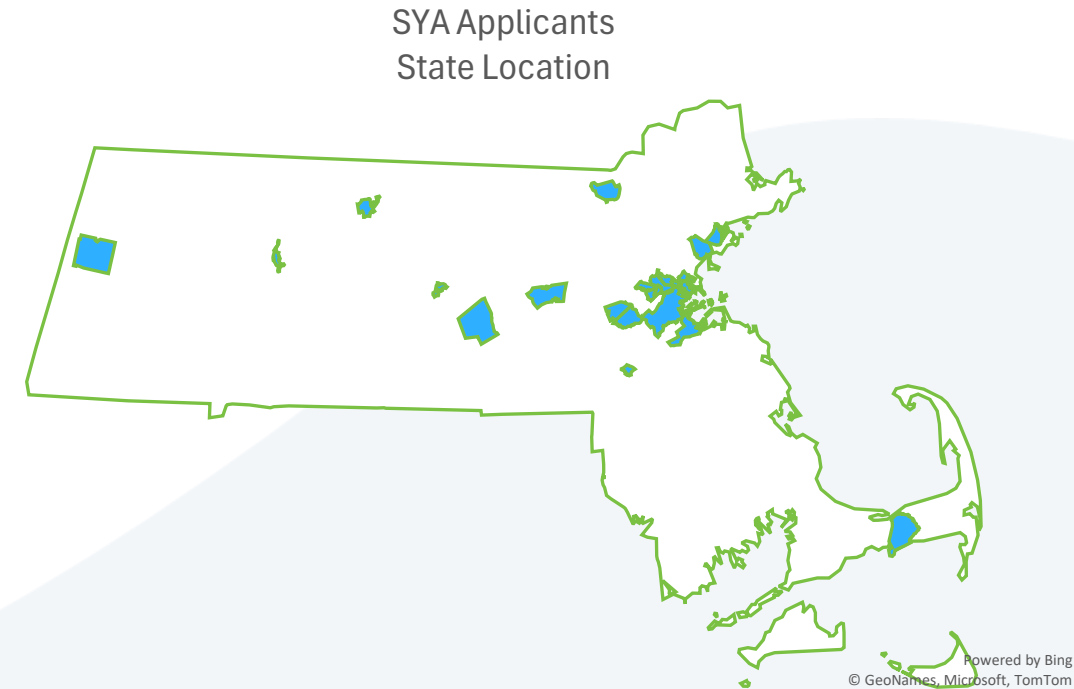 SYA Applicants
State Location
Powered by Bing
© GeoNames, Microsoft, TomTom